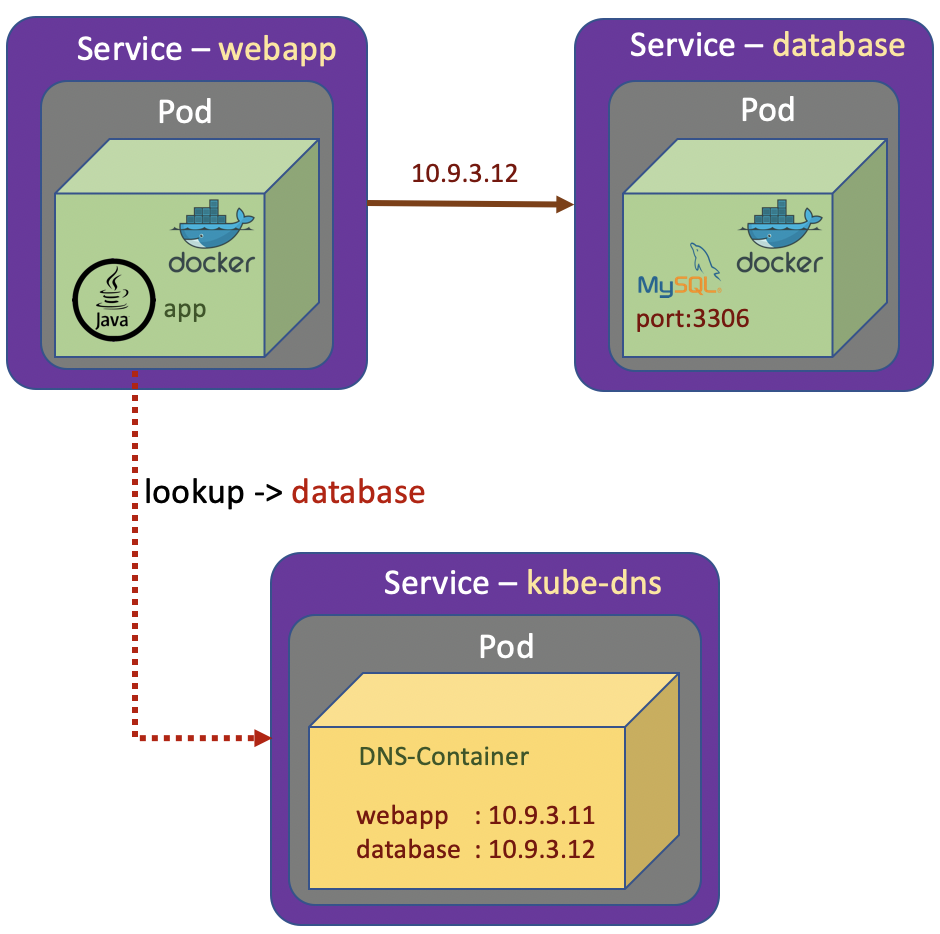 Service – webapp
Pod
docker
Java
app
10.9.3.12
Service – database
Pod
docker
MySQL
port:3306
lookup -> database
Service – kube-dns
Pod
DNS-Container
webapp : 10.9.3.11
database : 10.9.3.12